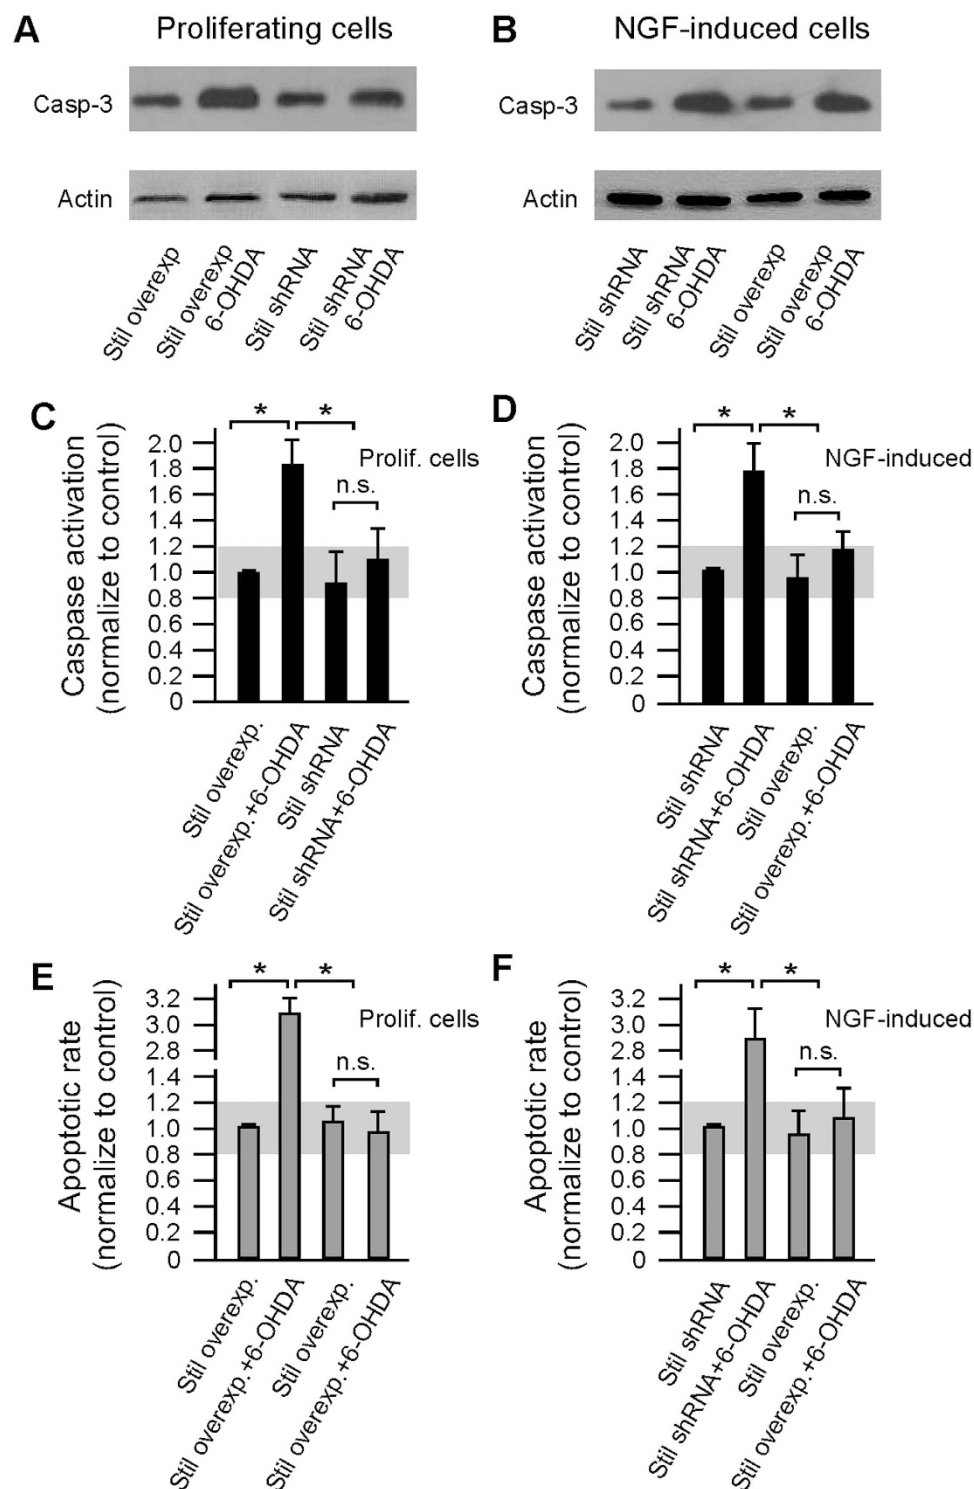 A
Proliferating cells
Casp-3
Actin
Stil overexp
Stil overexp
6-OHDA
Stil shRNA
Stil shRNA
6-OHDA
B
NGF-induced cells
Casp-3
Actin
Stil shRNA
Stil shRNA
6-OHDA
Stil overexp
Stil overexp
6-OHDA
C
Caspase activation
(normalize to control)
2.0
1.8
1.6
1.4
1.2
1.0
0.8
0.6
0.4
0.2
0
*
*
Prolif. cells
n.s.
Stil overexp.
Stil overexp.+6-OHDA
Stil shRNA
Stil shRNA+6-OHDA
D
Caspase activation
(normalize to control)
2.0
1.8
1.6
1.4
1.2
1.0
0.8
0.6
0.4
0.2
0
*
*
NGF-induced
n.s.
Stil shRNA
Stil shRNA+6-OHDA
Stil overexp.
Stil overexp.+6-OHDA
E
Apoptotic rate
(normalize to control)
3.2
3.0
2.8
1.4
1.2
1.0
0.8
0.6
0.4
0.2
0
*
*
Prolif. cells
n.s.
Stil overexp.
Stil overexp.+6-OHDA
Stil overexp.
Stil overexp.+6-OHDA
F
Apoptotic rate
(normalize to control)
3.2
3.0
2.8
1.4
1.2
1.0
0.8
0.6
0.4
0.2
0
*
*
NGF-induced
n.s.
Stil shRNA
Stil shRNA+6-OHDA
Stil overexp.
Stil overexp.+6-OHDA